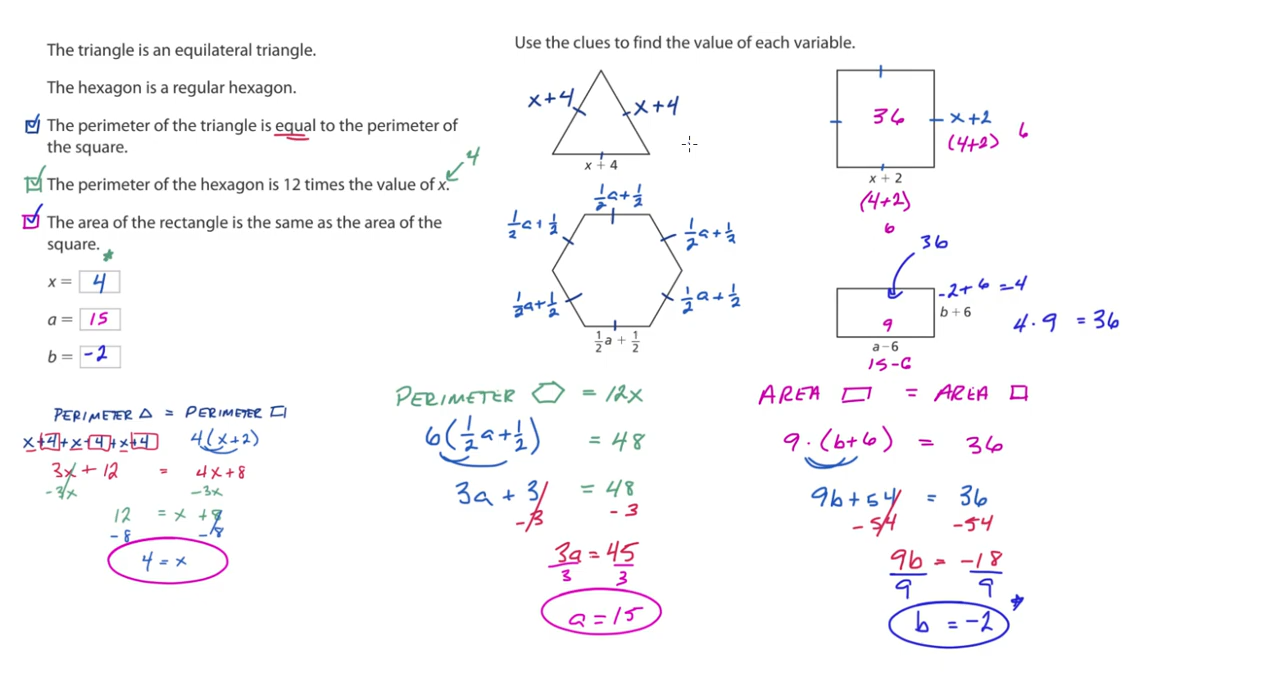 The triangle is an equilateral triangle.
The hexagon is a regular hexagon.
The perimeter of the triangle is equal to the perimeter of
the square.
The perimeter of the hexagon is 12 times the value of x.
4
The area of the rectangle is the same as the area of the
square.
x = 4
a = 15
b = -2
Use the clues to find the value of each variable.
x+4
x+4
x + 4
36
x+2
(4+2) 6
x + 2
(4+2)
6
1/2 a + 1/2
1/2 a + 1/2
1/2 a + 1/2
1/2 a + 1/2
1/2 a + 1/2
1/2 a + 1/2
36
-2+6 = 4
b + 6
9
a - 6
15-6
4 · 9 = 36
PERIMETER △ = PERIMETER □
x+4+x+4+x+4 4(x+2)
3x + 12 = 4x+8
-3x -3x
12 = x + 8
-8 -8
4 = x
PERIMETER ⬡ = 12x
6(1/2 a + 1/2) = 48
3a + 3 = 48
-3 -3
3a = 45
3 3
a = 15
AREA ▭ = AREA □
9 · (b+6) = 36
9b + 54 = 36
-54 -54
9b = -18
9 9
b = -2